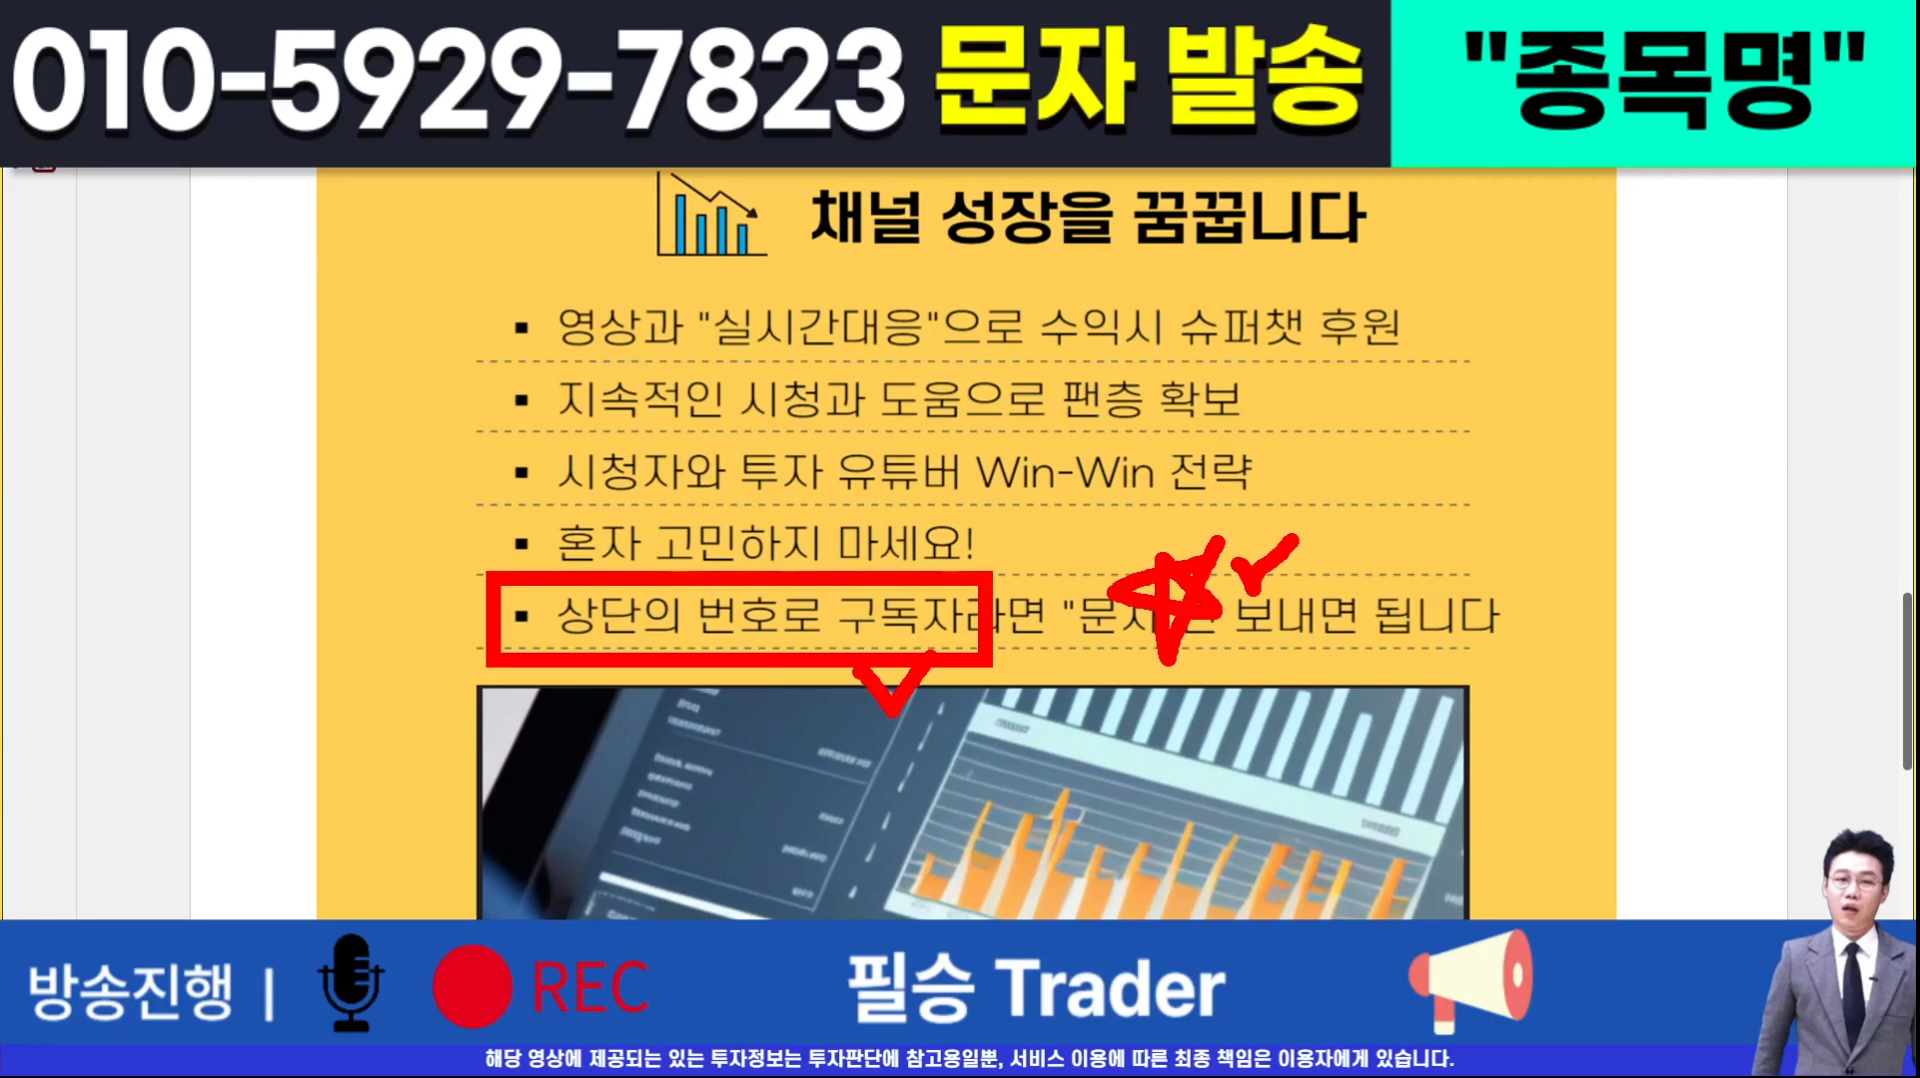 010-5929-7823 문자 발송 "종목명"
채널 성장을 꿈꿉니다
▪ 영상과 "실시간대응"으로 수익시 슈퍼챗 후원
▪ 지속적인 시청과 도움으로 팬층 확보
▪ 시청자와 투자 유튜버 Win-Win 전략
▪ 혼자 고민하지 마세요!
▪ 상단의 번호로 구독자라면 보내면 됩니다
방송진행 | REC 필승 Trader
해당 영상에 제공되는 있는 투자정보는 투자판단에 참고용일뿐, 서비스 이용에 따른 최종 책임은 이용자에게 있습니다.